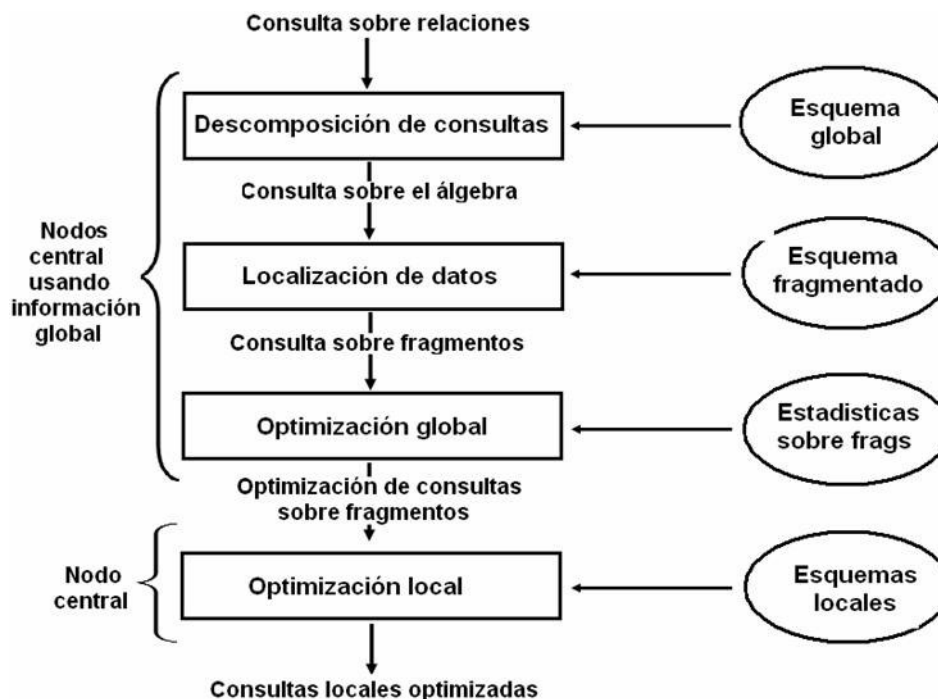 Consulta sobre relaciones
Descomposición de consultas
Esquema
global
Consulta sobre el álgebra
Nodos
central
usando
información
global
Localización de datos
Esquema
fragmentado
Consulta sobre fragmentos
Optimización global
Estadisticas
sobre frags
Optimización de consultas
sobre fragmentos
Nodo
central
Optimización local
Esquemas
locales
Consultas locales optimizadas